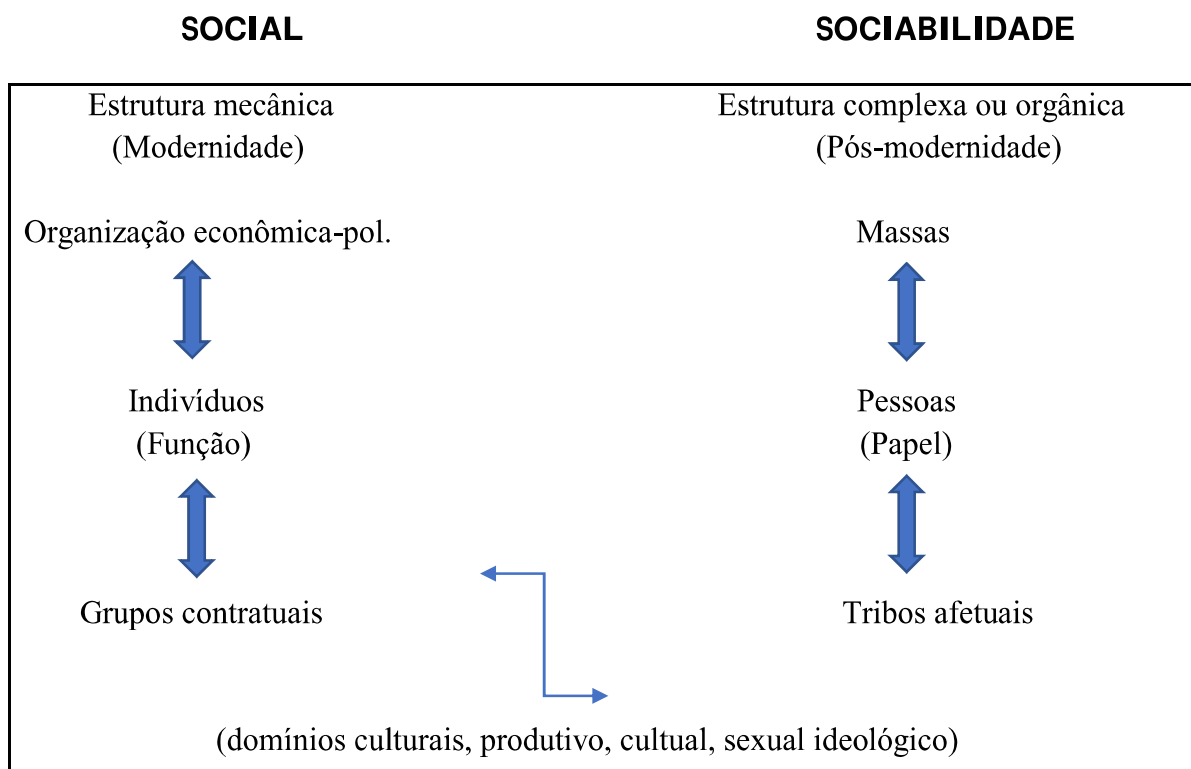 SOCIAL
SOCIABILIDADE
Estrutura mecânica
(Modernidade)
Estrutura complexa ou orgânica
(Pós-modernidade)
Organização econômica-pol.
Massas
Indivíduos
(Função)
Pessoas
(Papel)
Grupos contratuais
Tribos afetuais
(domínios culturais, produtivo, cultual, sexual ideológico)